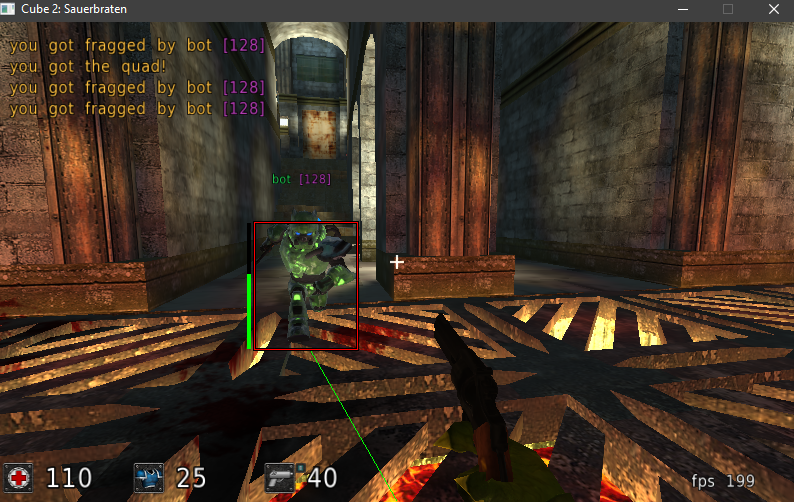 Cube 2: Sauerbraten
you got fragged by bot [128]
you got the quad!
you got fragged by bot [128]
you got fragged by bot [128]
bot [128]
110
25
40
fps 199